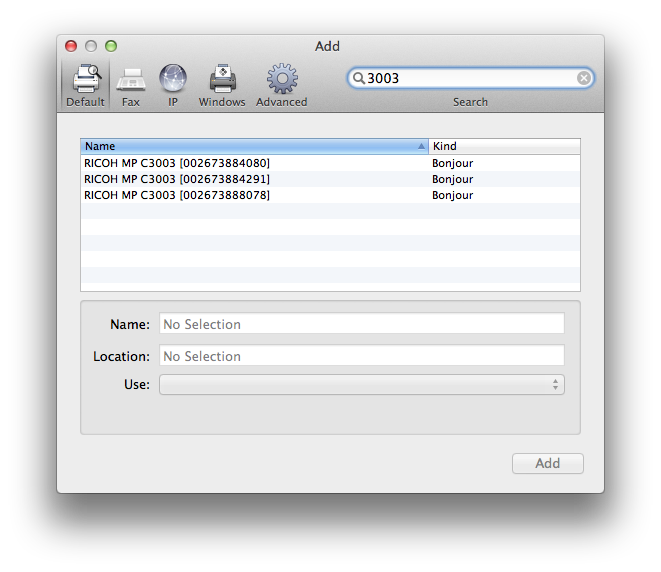 Add
Default Fax IP Windows Advanced
3003
Search
Name Kind
RICOH MP C3003 [002673884080] Bonjour
RICOH MP C3003 [002673884291] Bonjour
RICOH MP C3003 [002673888078] Bonjour
Name: No Selection
Location: No Selection
Use:
Add